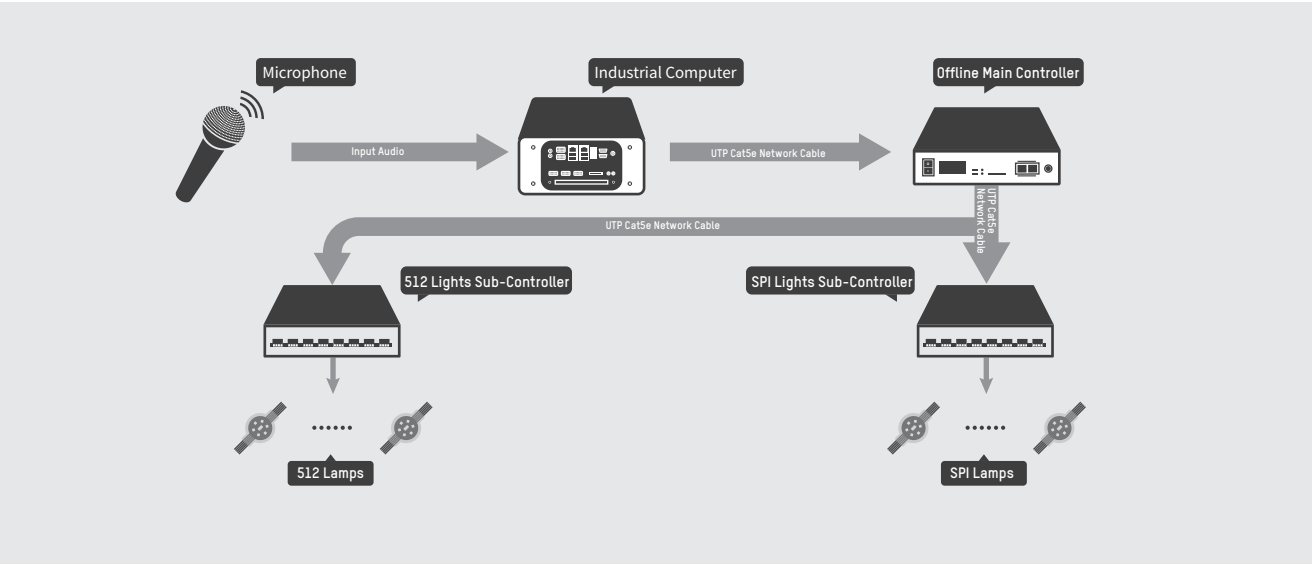 Microphone
Industrial Computer
Offline Main Controller
Input Audio
UTP Cat5e Network Cable
UTP Cat5e
Network Cable
UTP Cat5e Network Cable
512 Lights Sub-Controller
SPI Lights Sub-Controller
512 Lamps
SPI Lamps